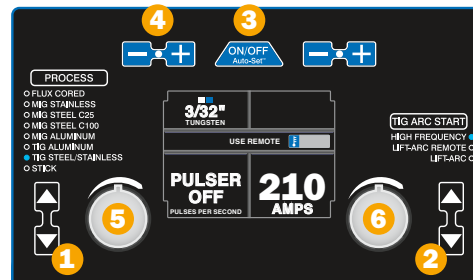 4
3
ON/OFF
Auto-Set™
PROCESS
FLUX CORED
MIG STAINLESS
MIG STEEL C25
MIG STEEL C100
MIG ALUMINUM
TIG ALUMINUM
TIG STEEL/STAINLESS
STICK
3/32"
TUNGSTEN
USE REMOTE
PULSER
OFF
PULSES PER SECOND
210
AMPS
TIG ARC START
HIGH FREQUENCY
LIFT-ARC REMOTE
LIFT-ARC
1
5
6
2